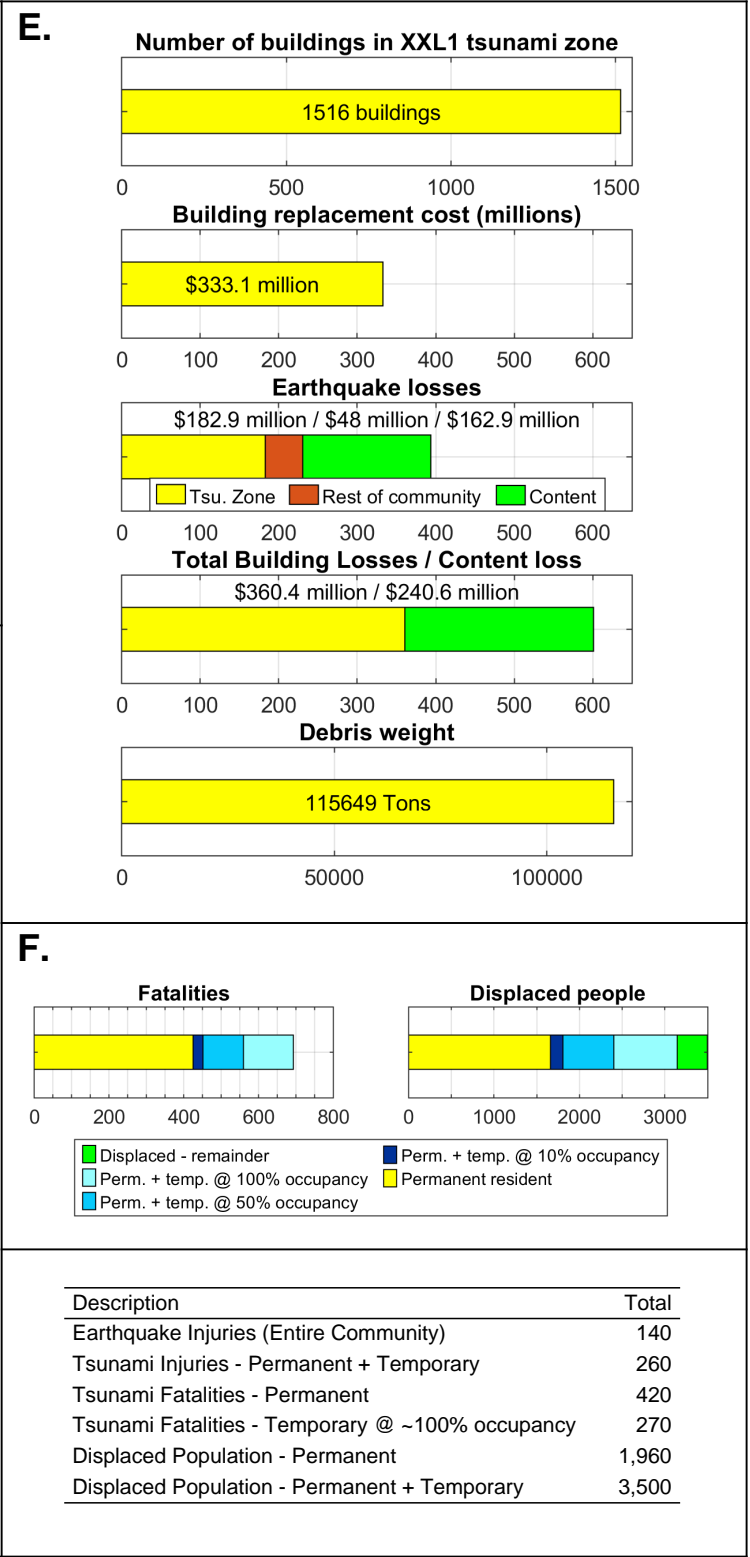 E.
Number of buildings in XXL1 tsunami zone
1516 buildings
0 500 1000 1500
Building replacement cost (millions)
$333.1 million
0 100 200 300 400 500 600
Earthquake losses
$182.9 million / $48 million / $162.9 million
Tsu. Zone Rest of community Content
0 100 200 300 400 500 600
Total Building Losses / Content loss
$360.4 million / $240.6 million
0 100 200 300 400 500 600
Debris weight
115649 Tons
0 50000 100000
F.
Fatalities
0 200 400 600 800
Displaced people
0 1000 2000 3000
Displaced - remainder
Perm. + temp. @ 100% occupancy
Perm. + temp. @ 50% occupancy
Perm. + temp. @ 10% occupancy
Permanent resident
Description Total
Earthquake Injuries (Entire Community) 140
Tsunami Injuries - Permanent + Temporary 260
Tsunami Fatalities - Permanent 420
Tsunami Fatalities - Temporary @ ~100% occupancy 270
Displaced Population - Permanent 1,960
Displaced Population - Permanent + Temporary 3,500